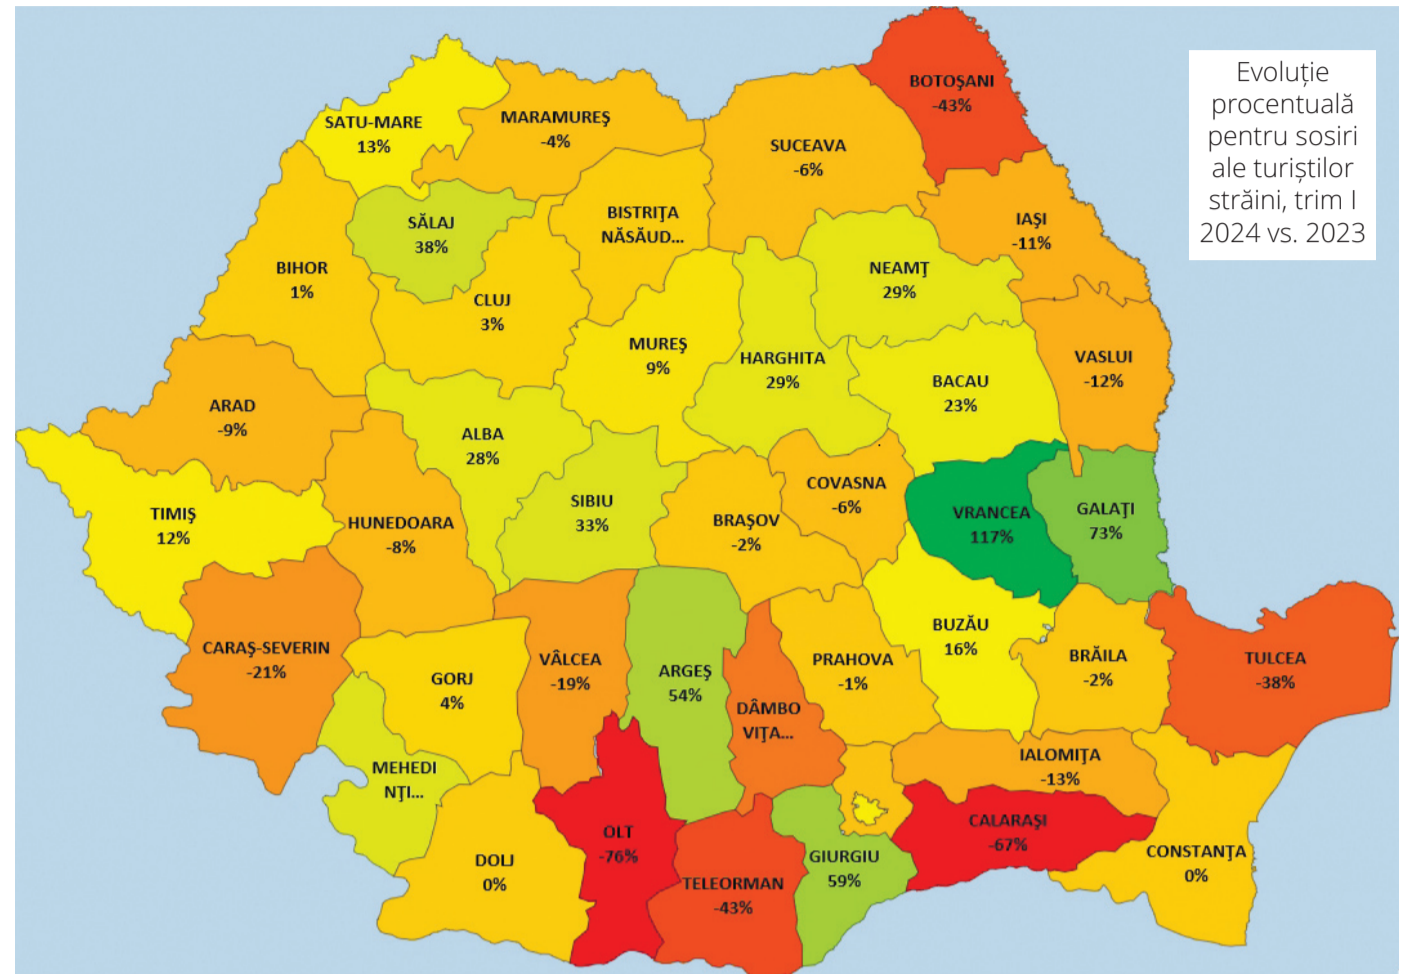 Evoluție
procentuală
pentru sosiri
ale turiștilor
străini, trim I
2024 vs. 2023
BOTOŞANI
-43%
SATU-MARE
13%
MARAMUREŞ
-4%
SUCEAVA
-6%
SĂLAJ
38%
BISTRIŢA
NĂSĂUD...
IAŞI
-11%
BIHOR
1%
CLUJ
3%
NEAMŢ
29%
MUREŞ
9%
HARGHITA
29%
BACAU
23%
VASLUI
-12%
ARAD
-9%
ALBA
28%
TIMIŞ
12%
HUNEDOARA
-8%
SIBIU
33%
BRAŞOV
-2%
COVASNA
-6%
VRANCEA
117%
GALAŢI
73%
CARAŞ-SEVERIN
-21%
GORJ
4%
VÂLCEA
-19%
ARGEŞ
54%
DÂMBO
VIŢA...
PRAHOVA
-1%
BUZĂU
16%
BRĂILA
-2%
TULCEA
-38%
MEHEDI
NŢI...
DOLJ
0%
OLT
-76%
TELEORMAN
-43%
GIURGIU
59%
IALOMIŢA
-13%
CALARAŞI
-67%
CONSTANŢA
0%